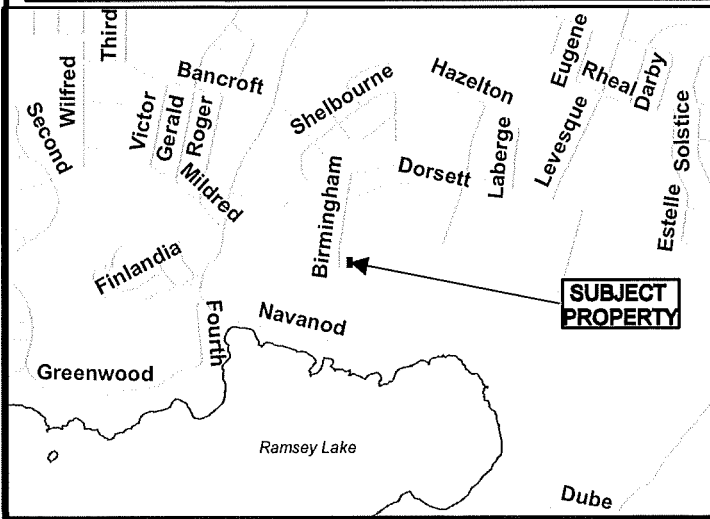 Third
Wilfred
Second
Victor
Gerald
Roger
Bancroft
Mildred
Shelbourne
Hazelton
Eugene
Rheal
Darby
Levesque
Laberge
Dorsett
Solstice
Estelle
Birmingham
Finlandia
SUBJECT
PROPERTY
Fourth
Navanod
Greenwood
Ramsey Lake
Dube